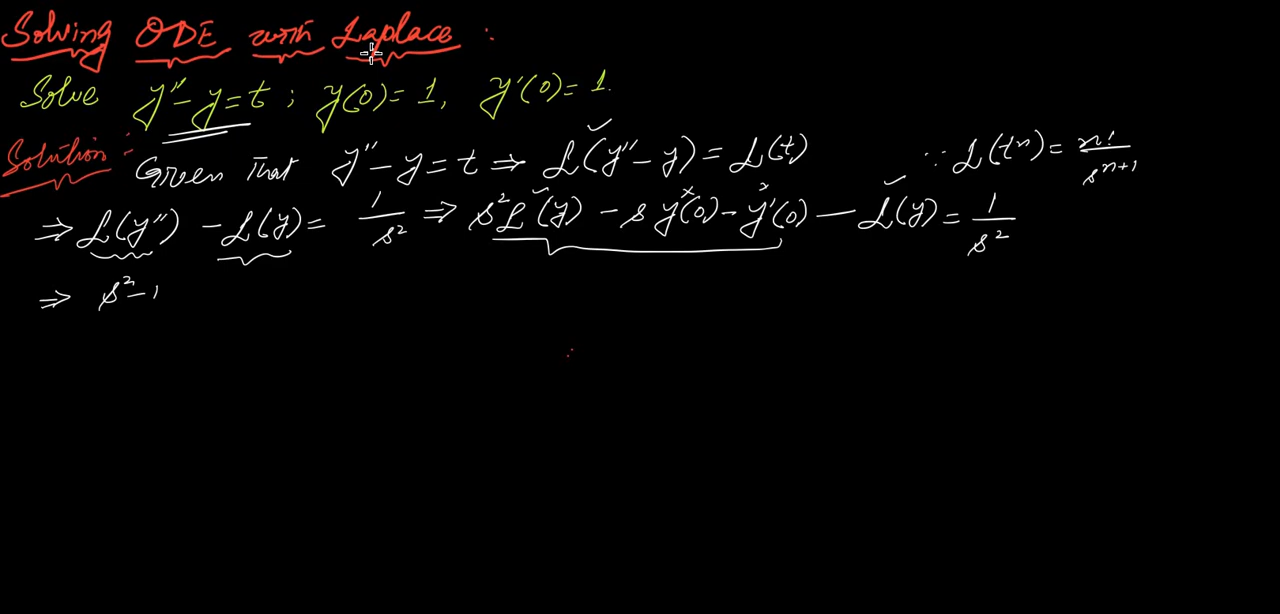 Solving ODE with Laplace :
Solve y'' - y = t ; y(0) = 1, y'(0) = 1.
Solution :- Given that y'' - y = t ⇒ ℒ(y'' - y) = ℒ(t) ∵ ℒ(tⁿ) = n!/sⁿ⁺¹
⇒ ℒ(y'') - ℒ(y) = 1/s² ⇒ s²ℒ(y) - s y(0) - y'(0) - ℒ(y) = 1/s²
⇒ s² - 1